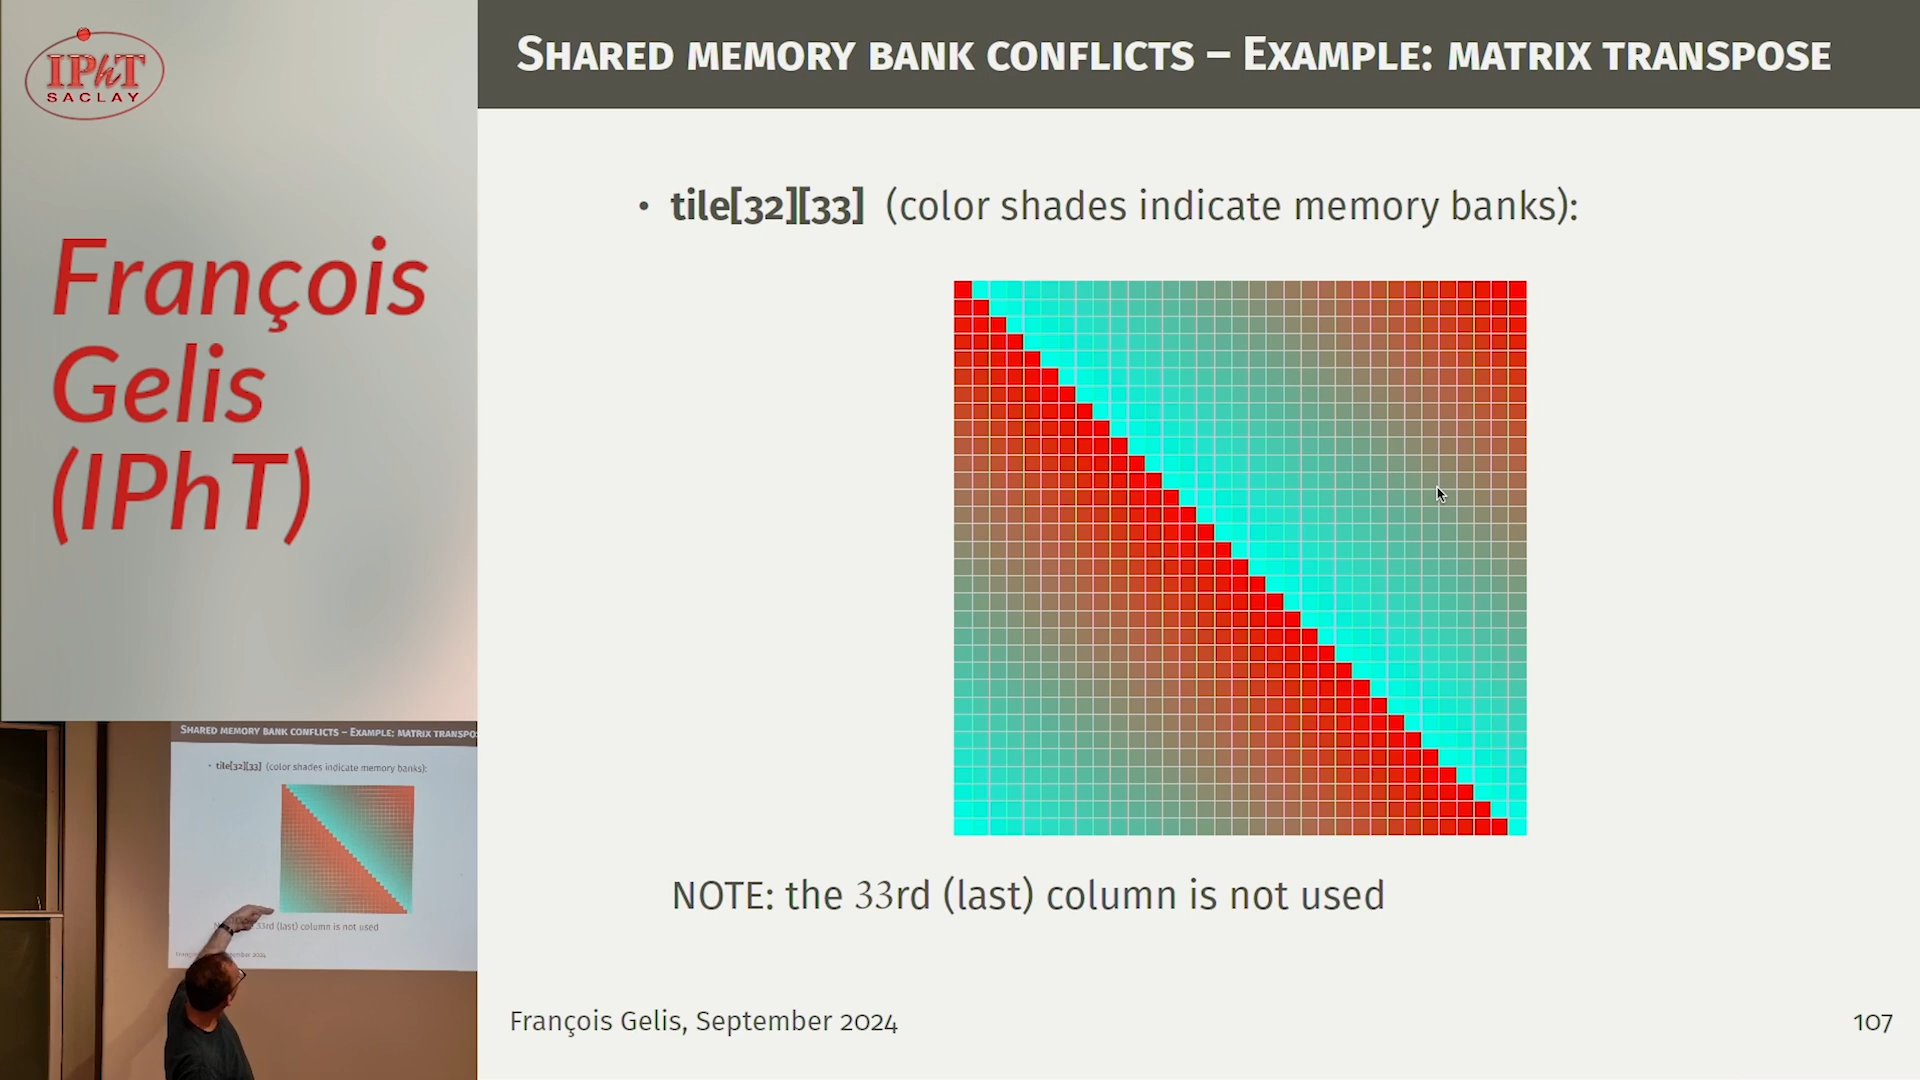 IPhT
SACLAY
François
Gelis
(IPhT)
SHARED MEMORY BANK CONFLICTS – EXAMPLE: MATRIX TRANSPOSE
• tile[32][33] (color shades indicate memory banks):
NOTE: the 33rd (last) column is not used
François Gelis, September 2024
107
SHARED MEMORY BANK CONFLICTS – EXAMPLE: MATRIX TRANSPO
• tile[32][33] (color shades indicate memory banks):
33rd (last) column is not used